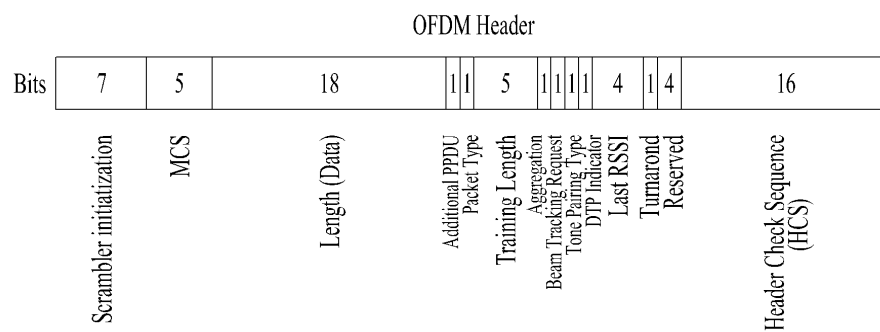 OFDM Header
Bits 7 5 18 1 1 5 1 1 1 1 4 1 4 16
Scrambler initiatization
MCS
Length (Data)
Additional PPDU
Packet Type
Training Length
Aggregation
Beam Tracking Request
Tone Pairing Type
DTP Indicator
Last RSSI
Turnarond
Reserved
Header Check Sequence
(HCS)